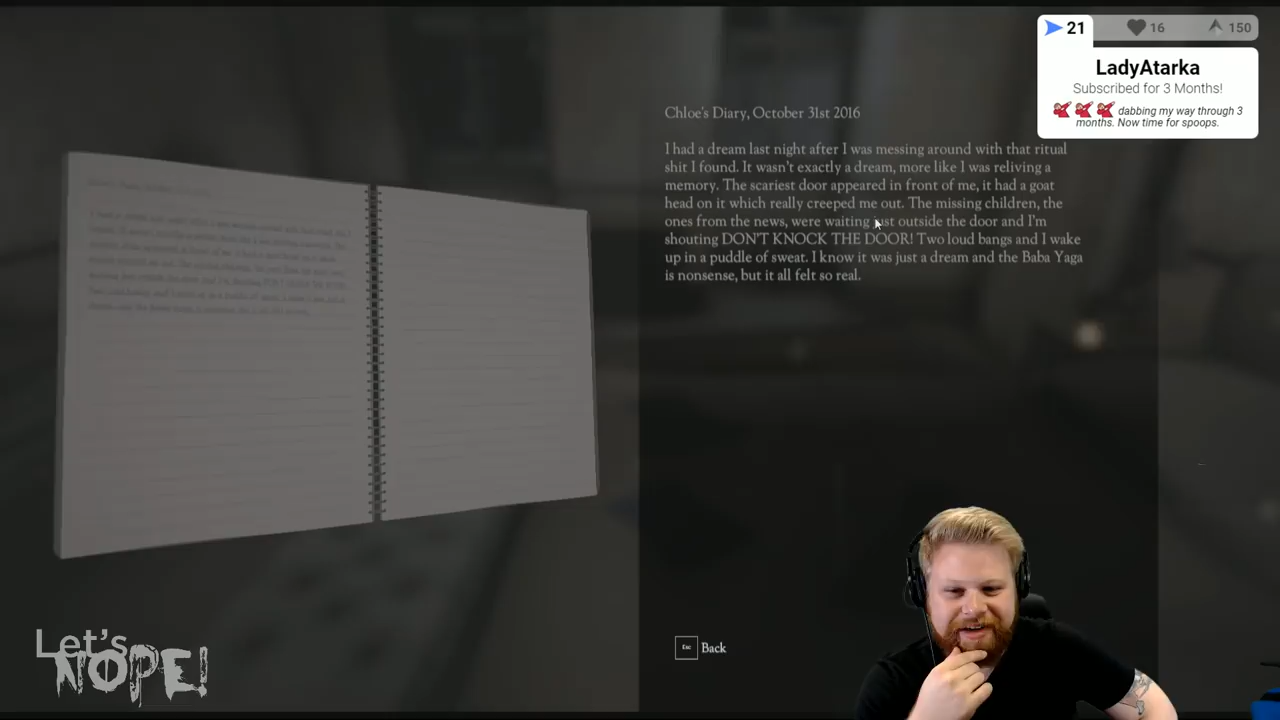 21
16
150
LadyAtarka
Subscribed for 3 Months!
dabbing my way through 3
months. Now time for spoops.
Chloe's Diary, October 31st 2016
I had a dream last night after I was messing around with that ritual
shit I found. It wasn't exactly a dream, more like I was reliving a
memory. The scariest door appeared in front of me, it had a goat
head on it which really creeped me out. The missing children, the
ones from the news, were waiting just outside the door and I'm
shouting DON'T KNOCK THE DOOR! Two loud bangs and I wake
up in a puddle of sweat. I know it was just a dream and the Baba Yaga
is nonsense, but it all felt so real.
Esc Back
Let's
NOPE!